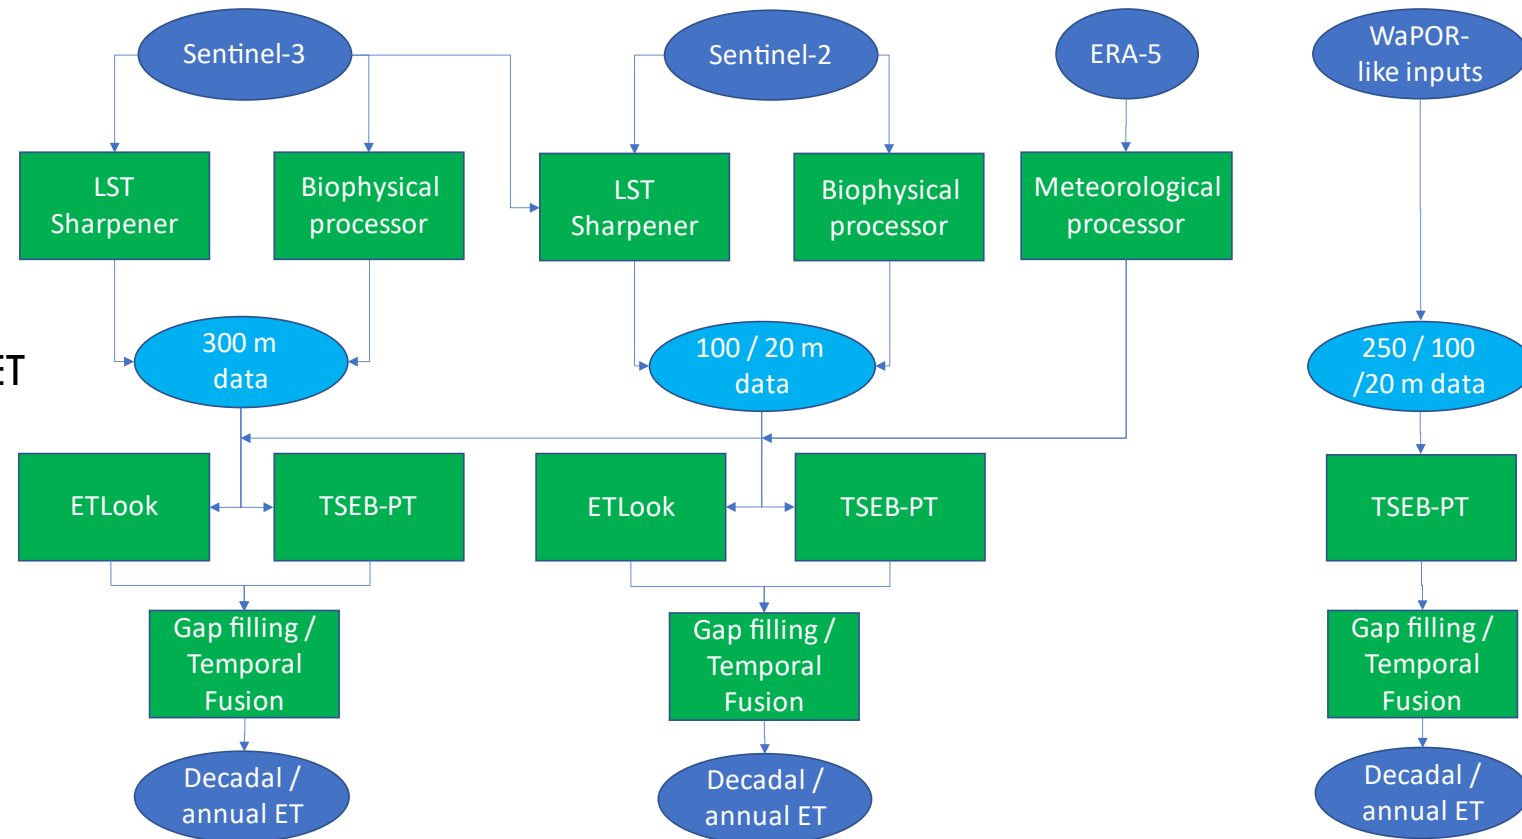 Sentinel-3
Sentinel-2
ERA-5
WaPOR-
like inputs
LST
Sharpener
Biophysical
processor
LST
Sharpener
Biophysical
processor
Meteorological
processor
300 m
data
100 / 20 m
data
250 / 100
/20 m data
ET
ETLook
TSEB-PT
ETLook
TSEB-PT
TSEB-PT
Gap filling /
Temporal
Fusion
Gap filling /
Temporal
Fusion
Gap filling /
Temporal
Fusion
Decadal /
annual ET
Decadal /
annual ET
Decadal /
annual ET